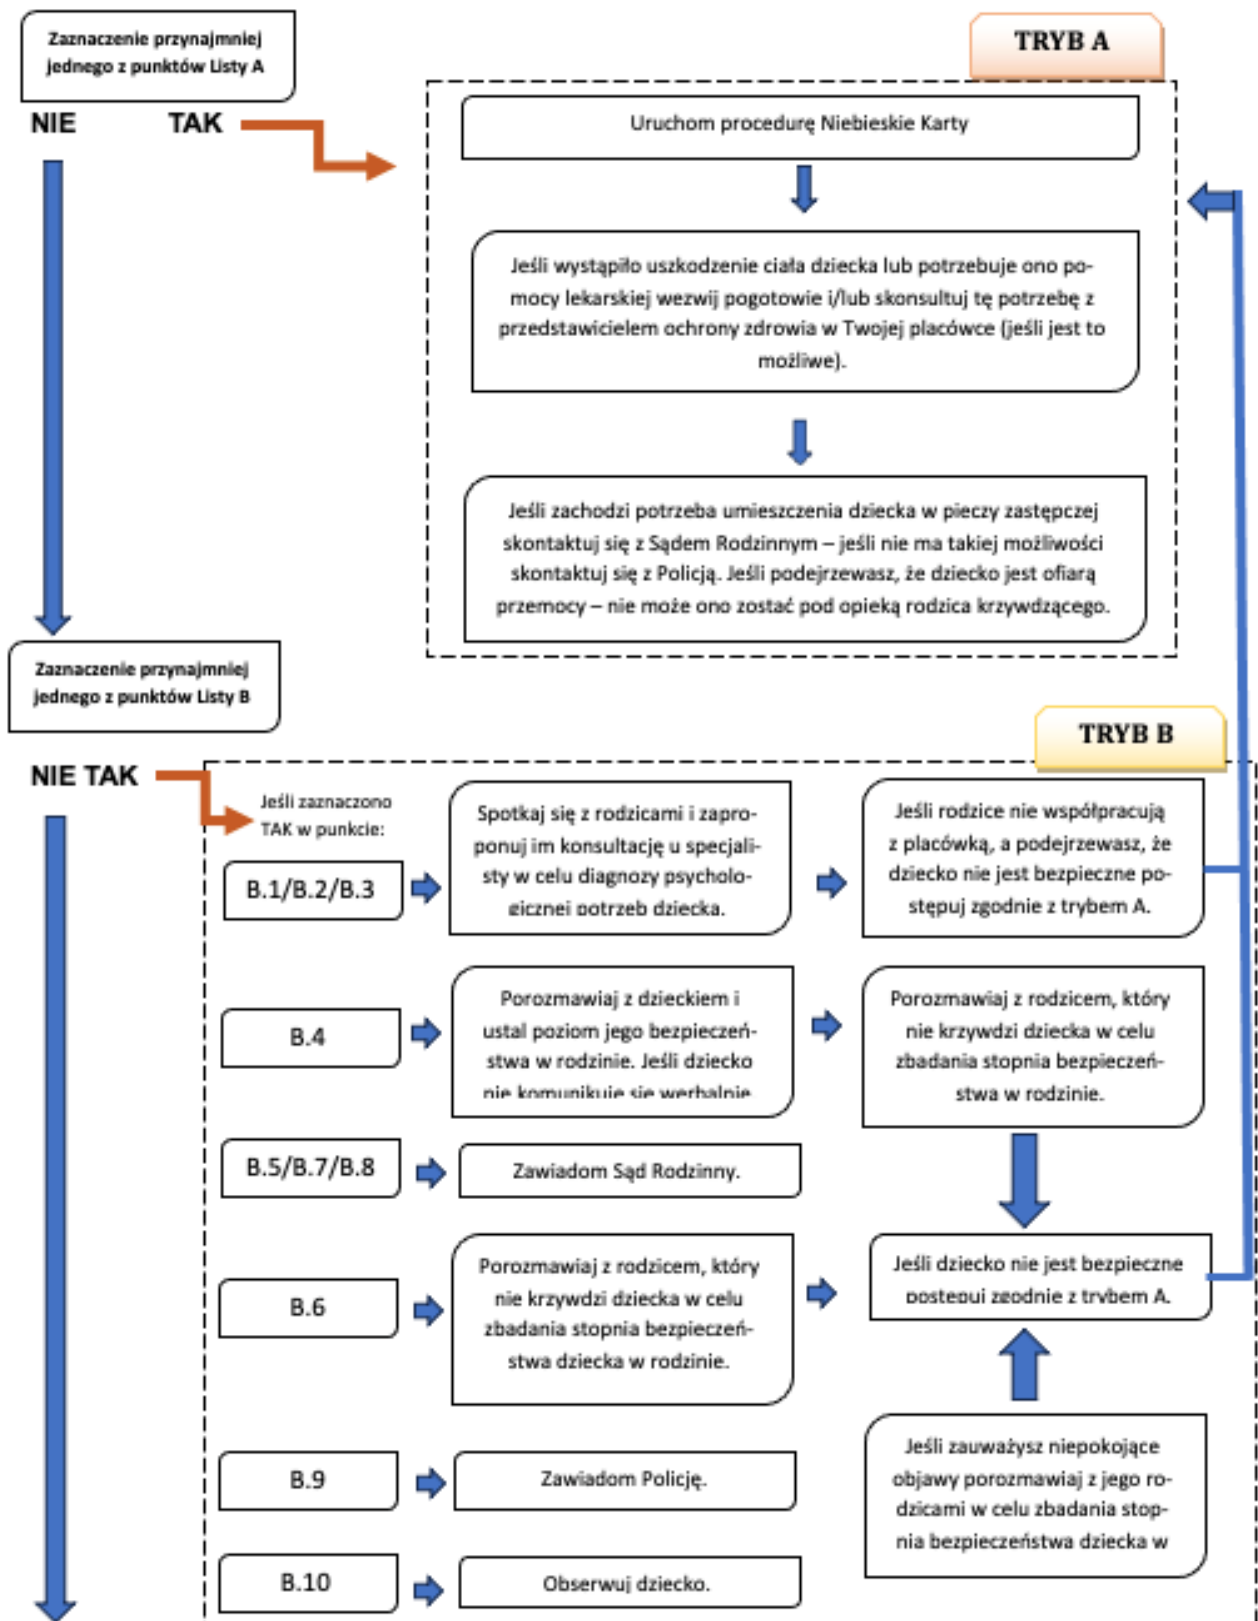 Zaznaczenie przynajmniej
jednego z punktów Listy A
NIE TAK
TRYB A
Uruchom procedurę Niebieskie Karty
Jeśli wystąpiło uszkodzenie ciała dziecka lub potrzebuje ono po-
mocy lekarskiej wezwij pogotowie i/lub skonsultuj tę potrzebę z
przedstawicielem ochrony zdrowia w Twojej placówce (jeśli jest to
możliwe).
Jeśli zachodzi potrzeba umieszczenia dziecka w pieczy zastępczej
skontaktuj się z Sądem Rodzinnym – jeśli nie ma takiej możliwości
skontaktuj się z Policją. Jeśli podejrzewasz, że dziecko jest ofiarą
przemocy – nie może ono zostać pod opieką rodzica krzywdzącego.
Zaznaczenie przynajmniej
jednego z punktów Listy B
NIE TAK
TRYB B
Jeśli zaznaczono
TAK w punkcie:
B.1/B.2/B.3
Spotkaj się z rodzicami i zapro-
ponuj im konsultację u specjali-
sty w celu diagnozy psycholo-
gicznej potrzeb dziecka.
Jeśli rodzice nie współpracują
z placówką, a podejrzewasz, że
dziecko nie jest bezpieczne po-
stępuj zgodnie z trybem A.
B.4
Porozmawiaj z dzieckiem i
ustal poziom jego bezpieczeń-
stwa w rodzinie. Jeśli dziecko
nie komunikuje się werbalnie
Porozmawiaj z rodzicem, który
nie krzywdzi dziecka w celu
zbadania stopnia bezpieczeń-
stwa w rodzinie.
B.5/B.7/B.8
Zawiadom Sąd Rodzinny.
B.6
Porozmawiaj z rodzicem, który
nie krzywdzi dziecka w celu
zbadania stopnia bezpieczeń-
stwa dziecka w rodzinie.
Jeśli dziecko nie jest bezpieczne
postępuj zgodnie z trybem A.
B.9
Zawiadom Policję.
Jeśli zauważysz niepokojące
objawy porozmawiaj z jego ro-
dzicami w celu zbadania stop-
nia bezpieczeństwa dziecka w
B.10
Obserwuj dziecko.